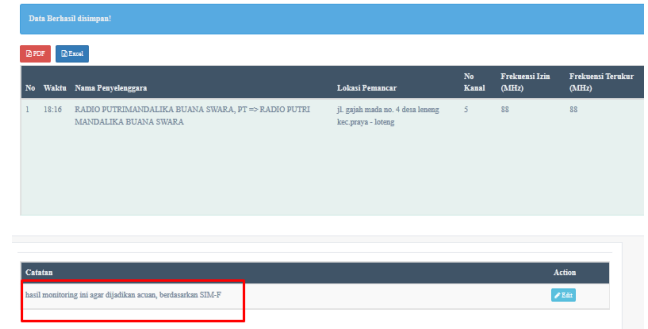 Data Berhasil disimpan!
PDF Excel
No Waktu Nama Penyelenggara Lokasi Pemancar No Kanal Frekuensi Izin (MHz) Frekuensi Terukur (MHz)
1 18:16 RADIO PUTRIMANDALIKA BUANA SWARA, PT => RADIO PUTRI jl. gajah mada no. 4 desa leneng 5 88 88
MANDALIKA BUANA SWARA kec.praya - loteng
Catatan Action
hasil monitoring ini agar dijadikan acuan, berdasarkan SIM-F Edit